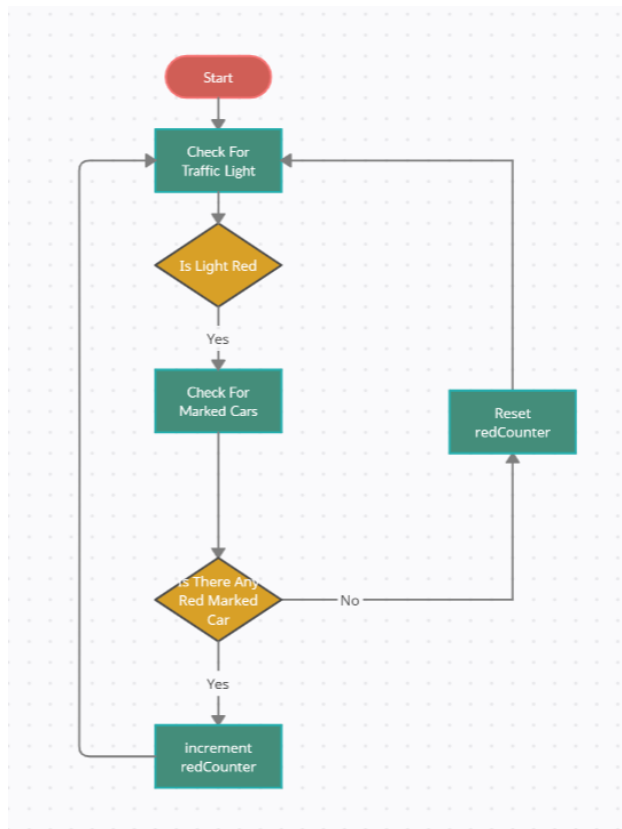 Start
Check For
Traffic Light
Is Light Red
Yes
Check For
Marked Cars
Reset
redCounter
Is There Any
Red Marked
Car
No
Yes
increment
redCounter